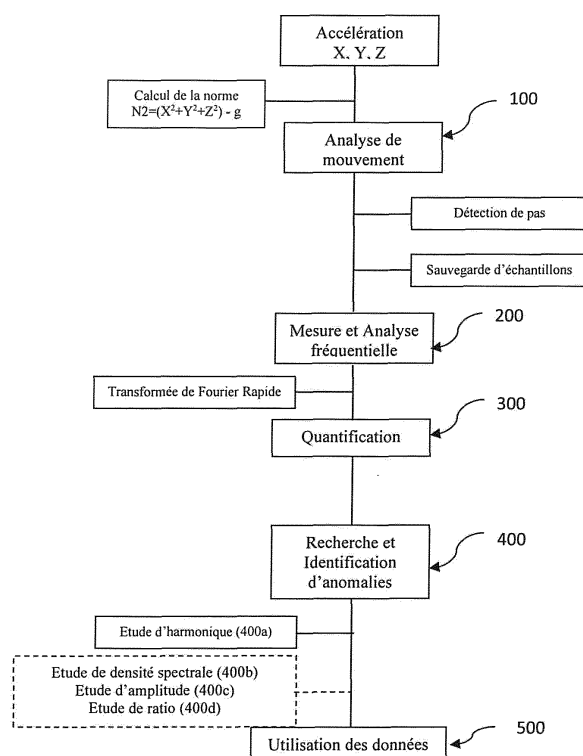 Accélération
X, Y, Z
Calcul de la norme
N2=(X²+Y²+Z²) - g
100
Analyse de
mouvement
Détection de pas
Sauvegarde d'échantillons
200
Mesure et Analyse
fréquentielle
Transformée de Fourier Rapide
300
Quantification
400
Recherche et
Identification
d'anomalies
Etude d'harmonique (400a)
Etude de densité spectrale (400b)
Etude d'amplitude (400c)
Etude de ratio (400d)
500
Utilisation des données